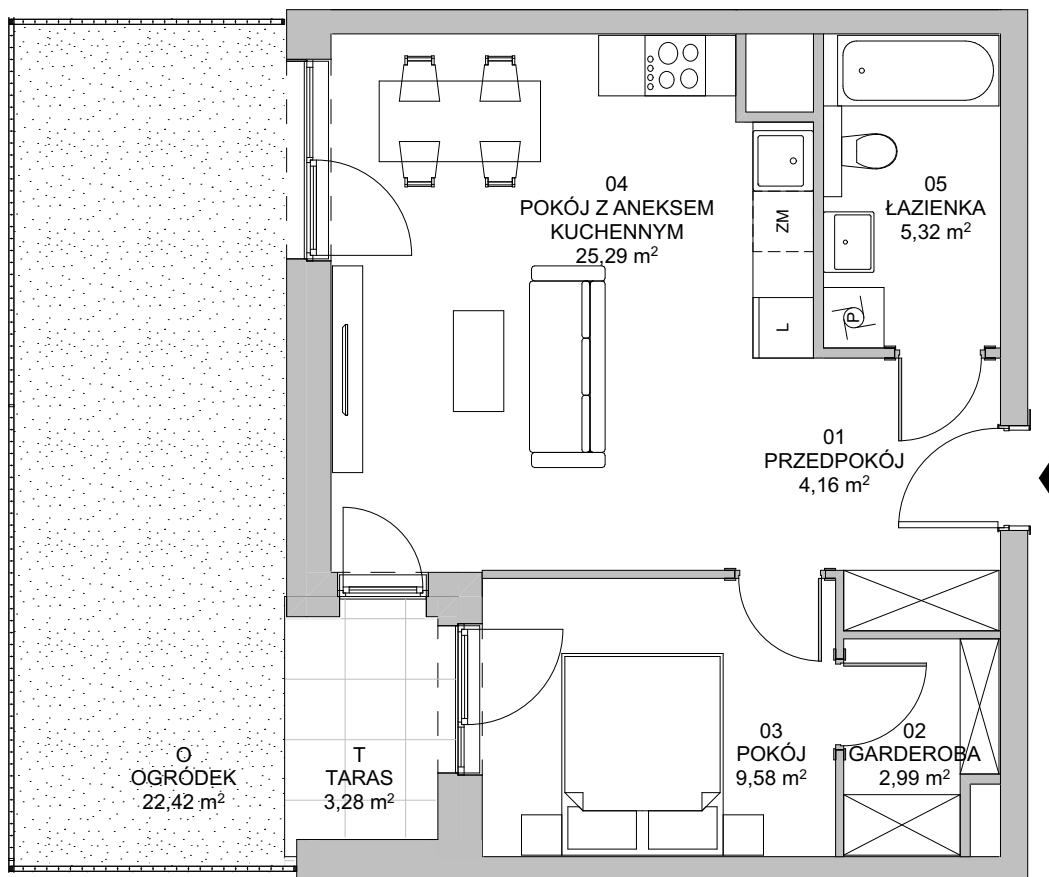 04
POKÓJ Z ANEKSEM
KUCHENNYM
25,29 m²
05
ŁAZIENKA
5,32 m²
ZM
L
P
01
PRZEDPOKÓJ
4,16 m²
O
OGRÓDEK
22,42 m²
T
TARAS
3,28 m²
03
POKÓJ
9,58 m²
02
GARDEROBA
2,99 m²